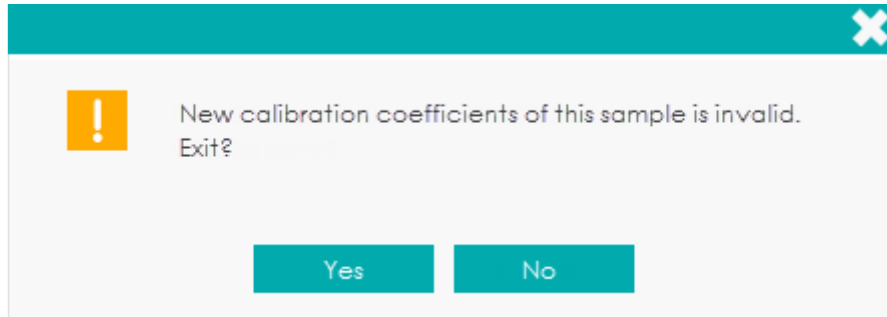 New calibration coefficients of this sample is invalid.
Exit?
Yes
No